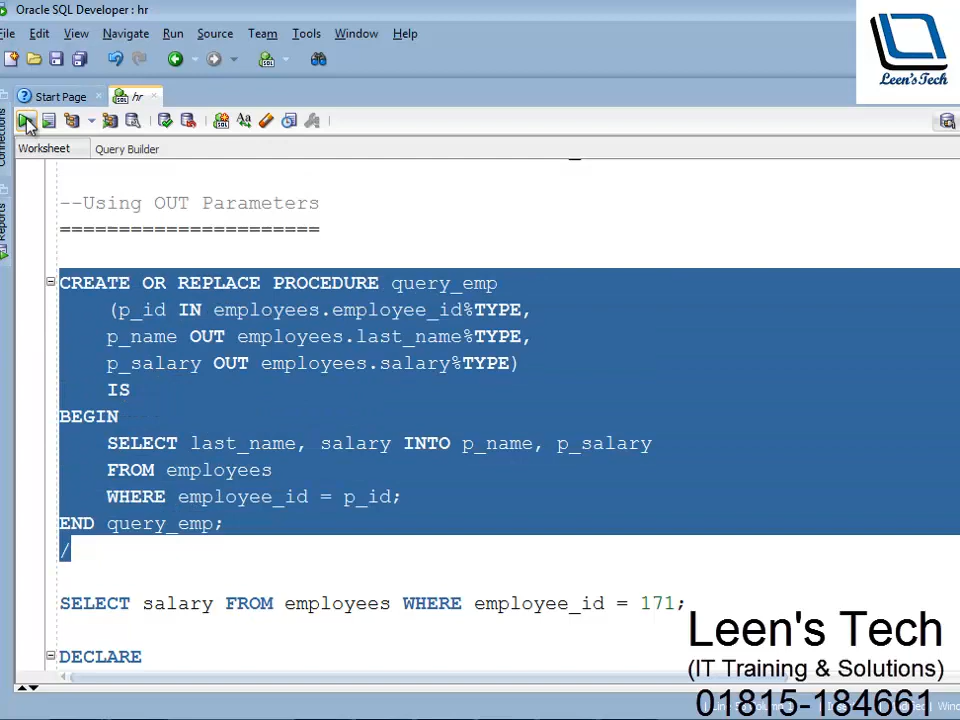 Oracle SQL Developer : hr
File Edit View Navigate Run Source Team Tools Window Help
Leen'sTech
Start Page hr
Connections
Worksheet Query Builder
Reports
--Using OUT Parameters
======================
CREATE OR REPLACE PROCEDURE query_emp
(p_id IN employees.employee_id%TYPE,
p_name OUT employees.last_name%TYPE,
p_salary OUT employees.salary%TYPE)
IS
BEGIN
SELECT last_name, salary INTO p_name, p_salary
FROM employees
WHERE employee_id = p_id;
END query_emp;
/
SELECT salary FROM employees WHERE employee_id = 171;
DECLARE
Leen's Tech
(IT Training & Solutions)
01815-184661